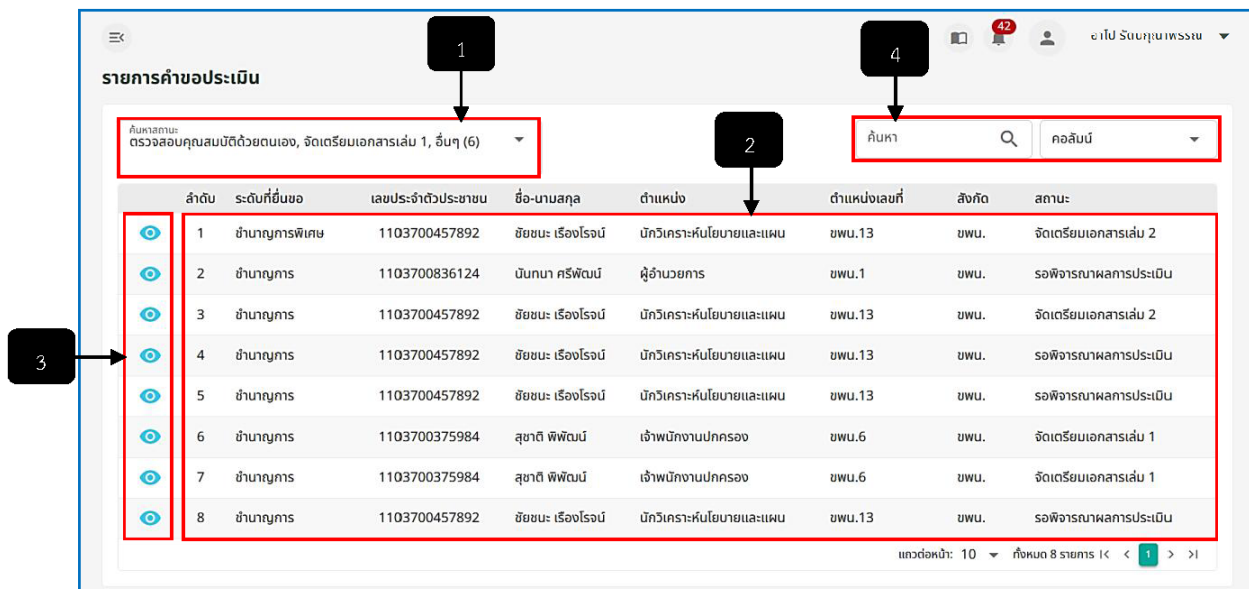 1
4
42
รายการคำขอประเมิน
2
ค้นหาสถานะ
ตรวจสอบคุณสมบัติด้วยตนเอง, จัดเตรียมเอกสารเล่ม 1, อื่นๆ (6)
ค้นหา คอลัมน์
ลำดับ ระดับที่ยื่นขอ เลขประจำตัวประชาชน ชื่อ-นามสกุล ตำแหน่ง ตำแหน่งเลขที่ สังกัด สถานะ
1 ชำนาญการพิเศษ 1103700457892 ชัยชนะ เรืองโรจน์ นักวิเคราะห์นโยบายและแผน ขพน.13 ขพน. จัดเตรียมเอกสารเล่ม 2
2 ชำนาญการ 1103700836124 นันทนา ศรีพัฒน์ ผู้อำนวยการ ขพน.1 ขพน. รอพิจารณาผลการประเมิน
3 ชำนาญการ 1103700457892 ชัยชนะ เรืองโรจน์ นักวิเคราะห์นโยบายและแผน ขพน.13 ขพน. จัดเตรียมเอกสารเล่ม 2
3
4 ชำนาญการ 1103700457892 ชัยชนะ เรืองโรจน์ นักวิเคราะห์นโยบายและแผน ขพน.13 ขพน. รอพิจารณาผลการประเมิน
5 ชำนาญการ 1103700457892 ชัยชนะ เรืองโรจน์ นักวิเคราะห์นโยบายและแผน ขพน.13 ขพน. รอพิจารณาผลการประเมิน
6 ชำนาญการ 1103700375984 สุชาติ พิพัฒน์ เจ้าพนักงานปกครอง ขพน.6 ขพน. จัดเตรียมเอกสารเล่ม 1
7 ชำนาญการ 1103700375984 สุชาติ พิพัฒน์ เจ้าพนักงานปกครอง ขพน.6 ขพน. จัดเตรียมเอกสารเล่ม 1
8 ชำนาญการ 1103700457892 ชัยชนะ เรืองโรจน์ นักวิเคราะห์นโยบายและแผน ขพน.13 ขพน. รอพิจารณาผลการประเมิน
แถวต่อหน้า: 10 ทั้งหมด 8 รายการ 1